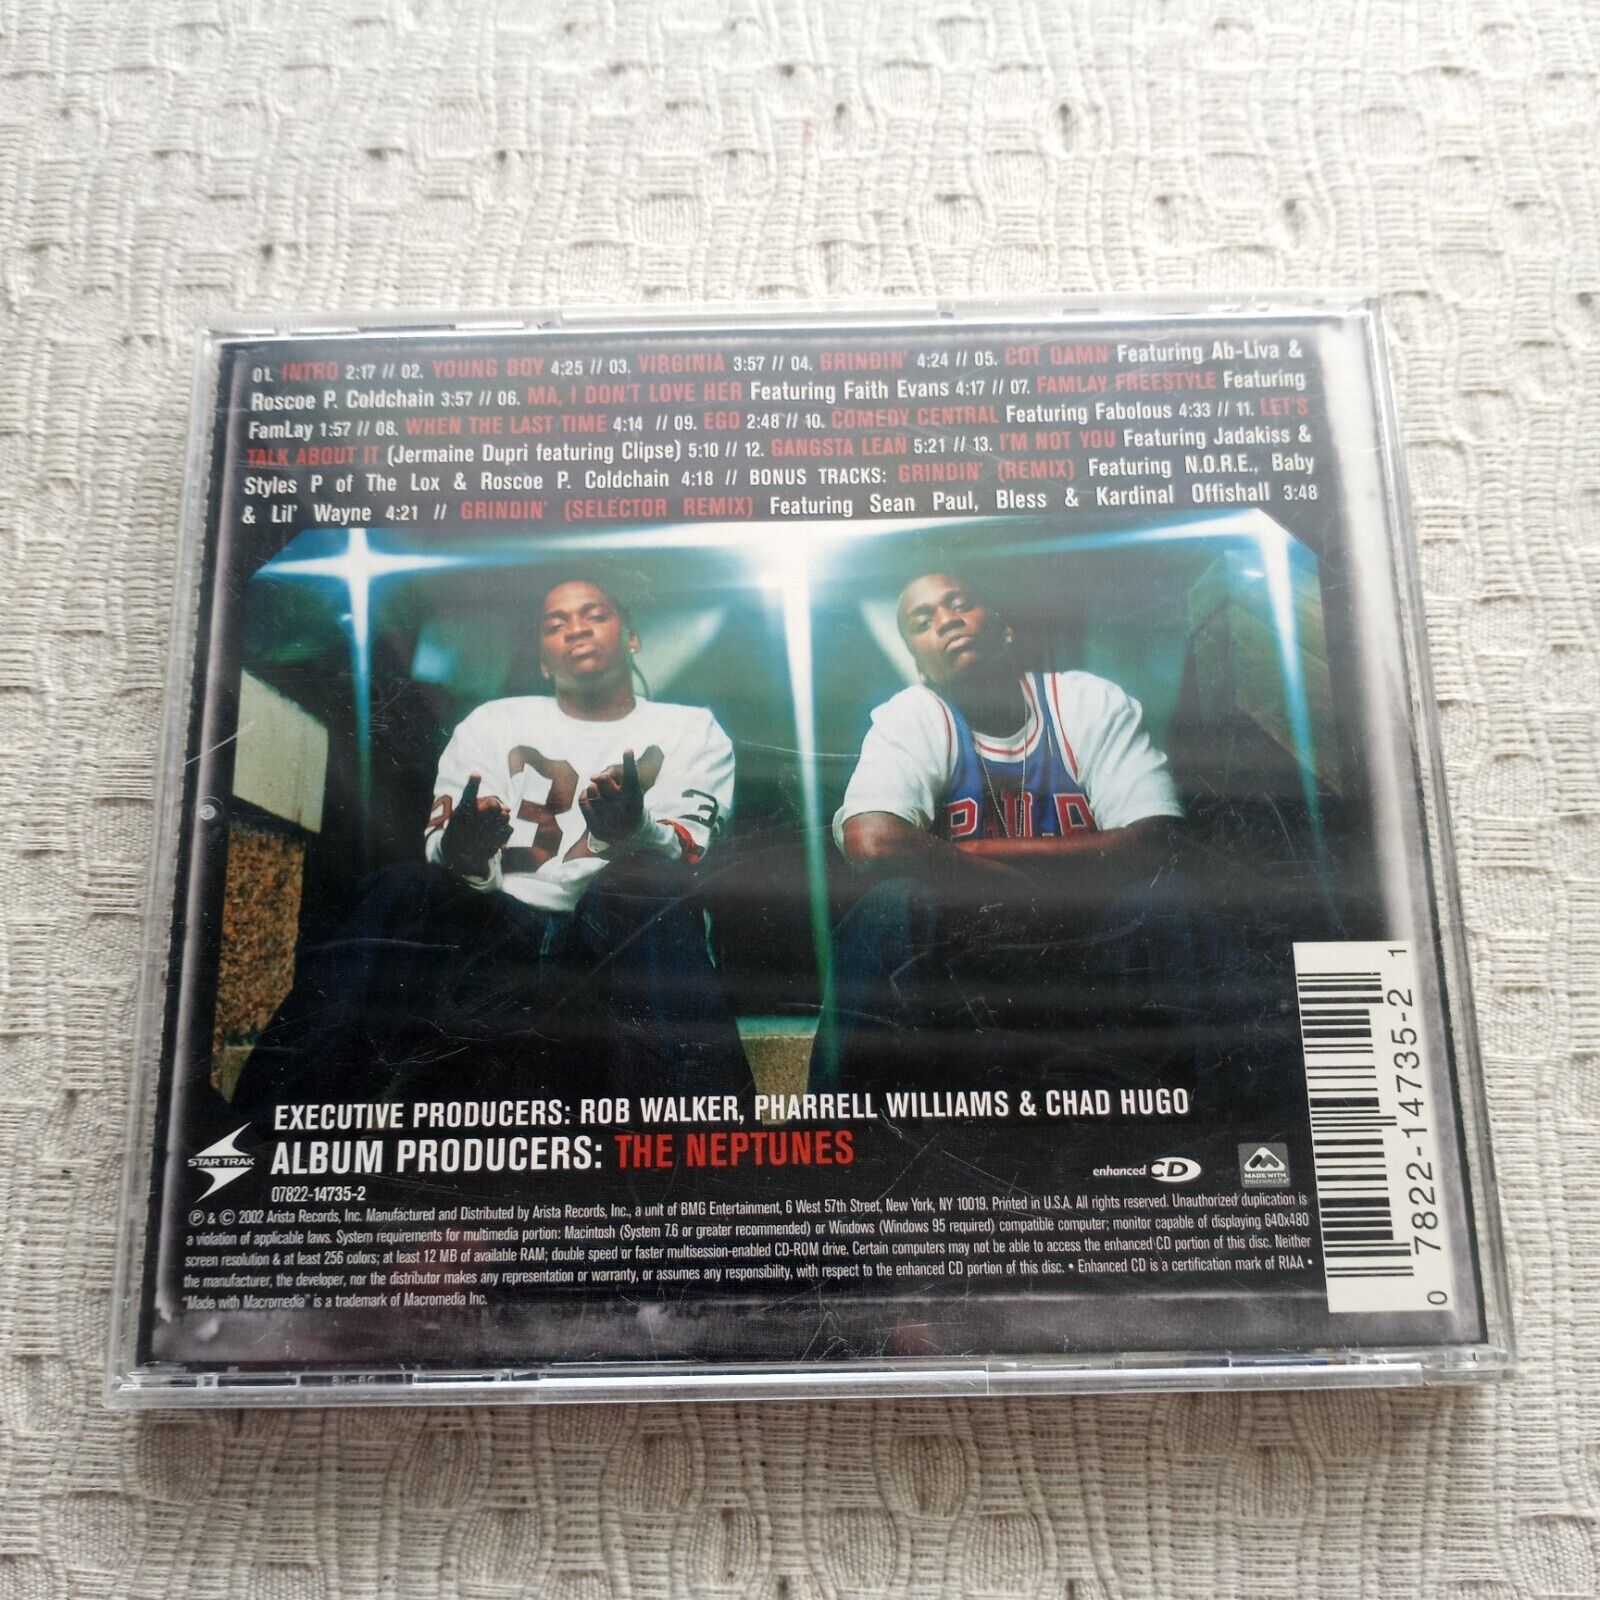 01. INTRO 2:17 // 02. YOUNG BOY 4:25 // 03. VIRGINIA 3:57 // 04. GRINDIN' 4:24 // 05. COT DAMN Featuring Ab-Liva &
Roscoe P. Coldchain 3:57 // 06. MA, I DON'T LOVE HER Featuring Faith Evans 4:17 // 07. FAMLAY FREESTYLE Featuring
FamLay 1:57 // 08. WHEN THE LAST TIME 4:14 // 09. EGO 2:48 // 10. COMEDY CENTRAL Featuring Fabolous 4:33 // 11. LET'S
TALK ABOUT IT (Jermaine Dupri featuring Clipse) 5:10 // 12. GANGSTA LEAN 5:21 // 13. I'M NOT YOU Featuring Jadakiss &
Styles P of The Lox & Roscoe P. Coldchain 4:18 // BONUS TRACKS: GRINDIN' (REMIX) Featuring N.O.R.E., Baby
& Lil' Wayne 4:21 // GRINDIN' (SELECTOR REMIX) Featuring Sean Paul, Bless & Kardinal Offishall 3:48
32
3
EXECUTIVE PRODUCERS: ROB WALKER, PHARRELL WILLIAMS & CHAD HUGO
STAR TRAK
ALBUM PRODUCERS: THE NEPTUNES
enhanced CD
MADE WITH
macromedia
07822-14735-2
℗ & © 2002 Arista Records, Inc. Manufactured and Distributed by Arista Records, Inc., a unit of BMG Entertainment, 6 West 57th Street, New York, NY 10019. Printed in U.S.A. All rights reserved. Unauthorized duplication is
a violation of applicable laws. System requirements for multimedia portion: Macintosh (System 7.6 or greater recommended) or Windows (Windows 95 required) compatible computer; monitor capable of displaying 640x480
screen resolution & at least 256 colors; at least 12 MB of available RAM; double speed or faster multisession-enabled CD-ROM drive. Certain computers may not be able to access the enhanced CD portion of this disc. Neither
the manufacturer, the developer, nor the distributor makes any representation or warranty, or assumes any responsibility, with respect to the enhanced CD portion of this disc. • Enhanced CD is a certification mark of RIAA •
"Made with Macromedia" is a trademark of Macromedia Inc.
0 7822-14735-2 1